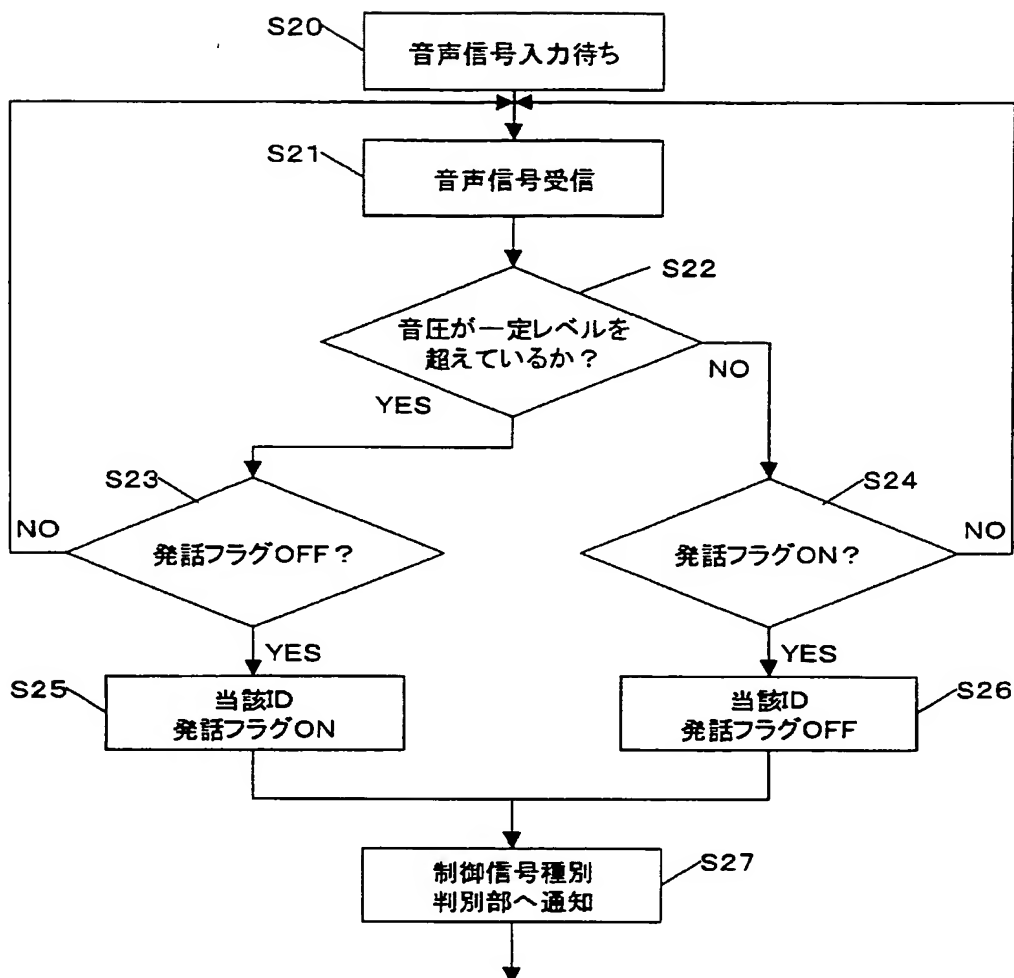 S20
音声信号入力待ち
S21
音声信号受信
S22
音圧が一定レベルを
超えているか？
NO
YES
S23
S24
NO
発話フラグOFF？
発話フラグON？
NO
YES
YES
S25
当該ID
発話フラグON
当該ID
発話フラグOFF
S26
制御信号種別
判別部へ通知
S27